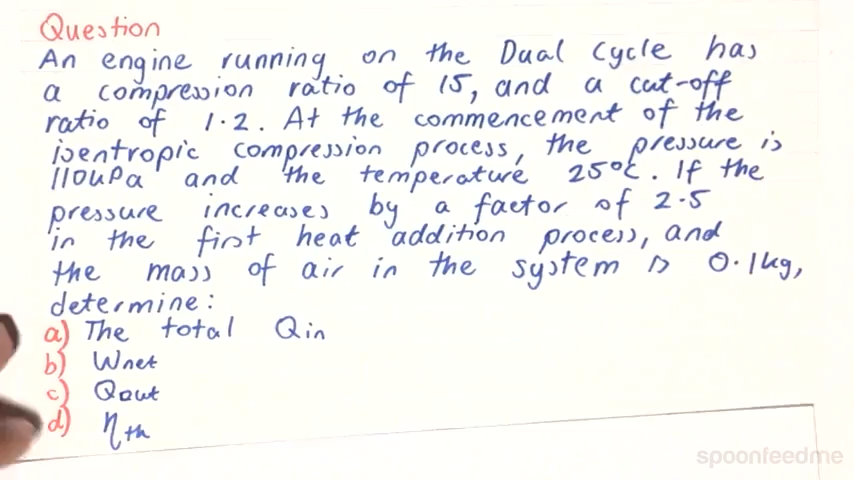 Question
An engine running on the Dual Cycle has
a compression ratio of 15, and a cut-off
ratio of 1.2. At the commencement of the
isentropic compression process, the pressure is
110kPa and the temperature 25°C. If the
pressure increases by a factor of 2.5
in the first heat addition process, and
the mass of air in the system is 0.1kg,
determine:
a) The total Qin
b) Wnet
c) Qout
d) ηth
spoonfeedme